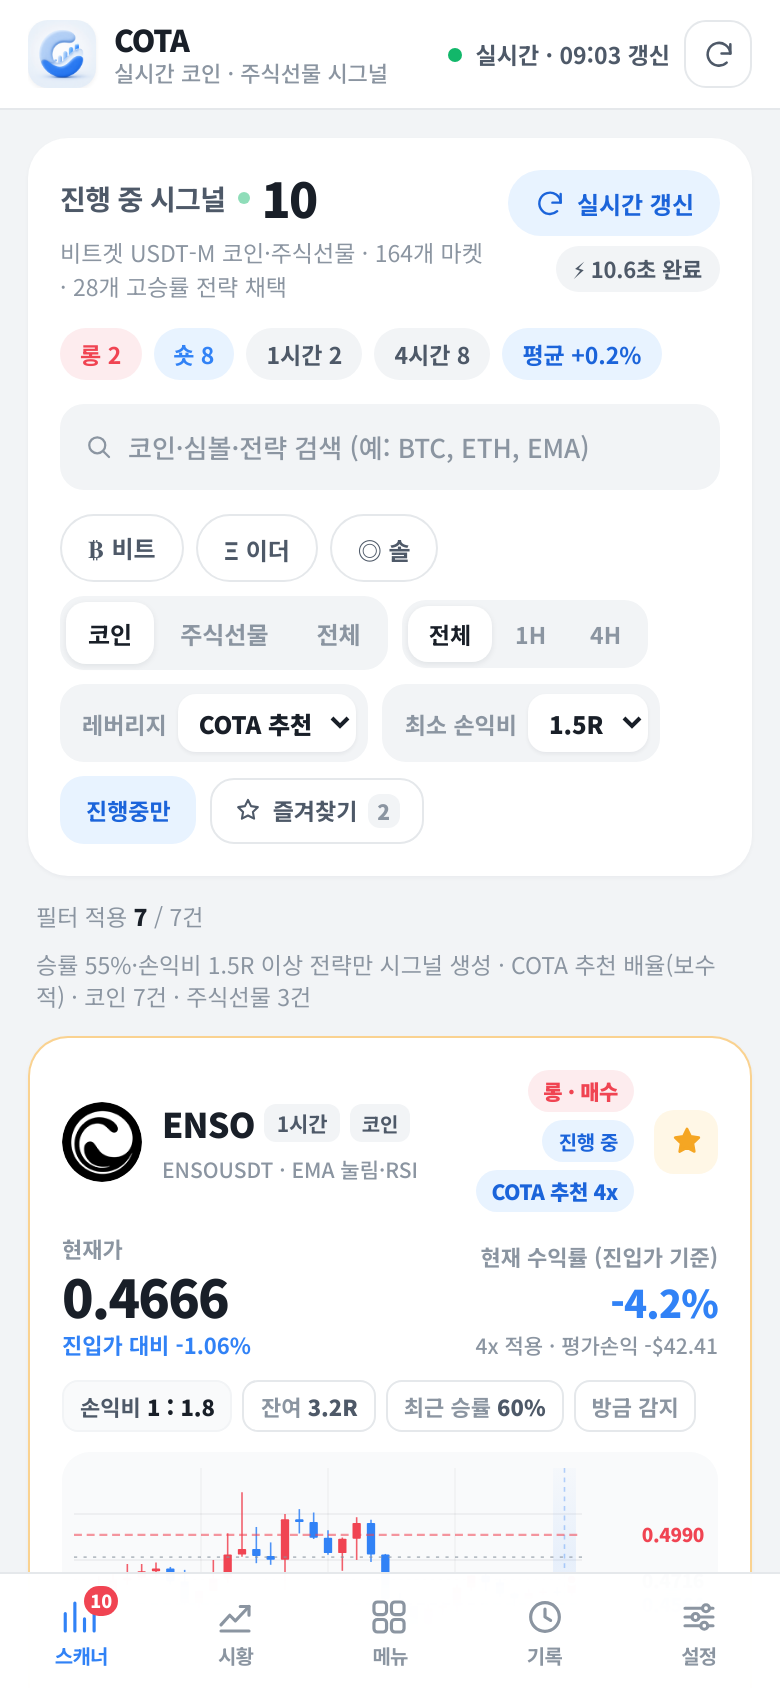 COTA
실시간 코인 · 주식선물 시그널
실시간 · 09:03 갱신
진행 중 시그널 10
실시간 갱신
비트겟 USDT-M 코인·주식선물 · 164개 마켓
· 28개 고승률 전략 채택
⚡ 10.6초 완료
롱 2
숏 8
1시간 2
4시간 8
평균 +0.2%
코인·심볼·전략 검색 (예: BTC, ETH, EMA)
₿ 비트
Ξ 이더
◎ 솔
코인 주식선물 전체
전체 1H 4H
레버리지 COTA 추천
최소 손익비 1.5R
진행중만
즐겨찾기 2
필터 적용 7 / 7건
승률 55%·손익비 1.5R 이상 전략만 시그널 생성 · COTA 추천 배율(보수
적) · 코인 7건 · 주식선물 3건
롱 · 매수
ENSO 1시간 코인
진행 중
ENSOUSDT · EMA 눌림·RSI
COTA 추천 4x
현재가
현재 수익률 (진입가 기준)
0.4666
-4.2%
진입가 대비 -1.06%
4x 적용 · 평가손익 -$42.41
손익비 1 : 1.8
잔여 3.2R
최근 승률 60%
방금 감지
0.4990
10
스캐너
시황
메뉴
기록
설정